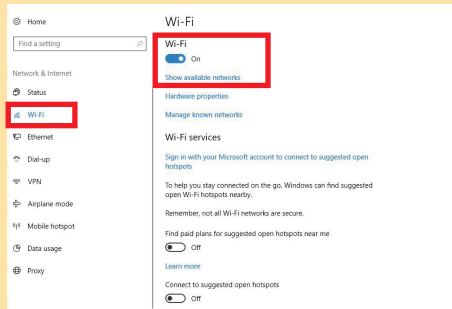 Home
Find a setting
Network & Internet
Status
Wi-Fi
Ethernet
Dial-up
VPN
Airplane mode
Mobile hotspot
Data usage
Proxy
Wi-Fi
Wi-Fi
On
Show available networks
Hardware properties
Manage known networks
Wi-Fi services
Sign in with your Microsoft account to connect to suggested open
hotspots
To help you stay connected on the go, Windows can find suggested
open Wi-Fi hotspots nearby.
Remember, not all Wi-Fi networks are secure.
Find paid plans for suggested open hotspots near me
Off
Learn more
Connect to suggested open hotspots
Off